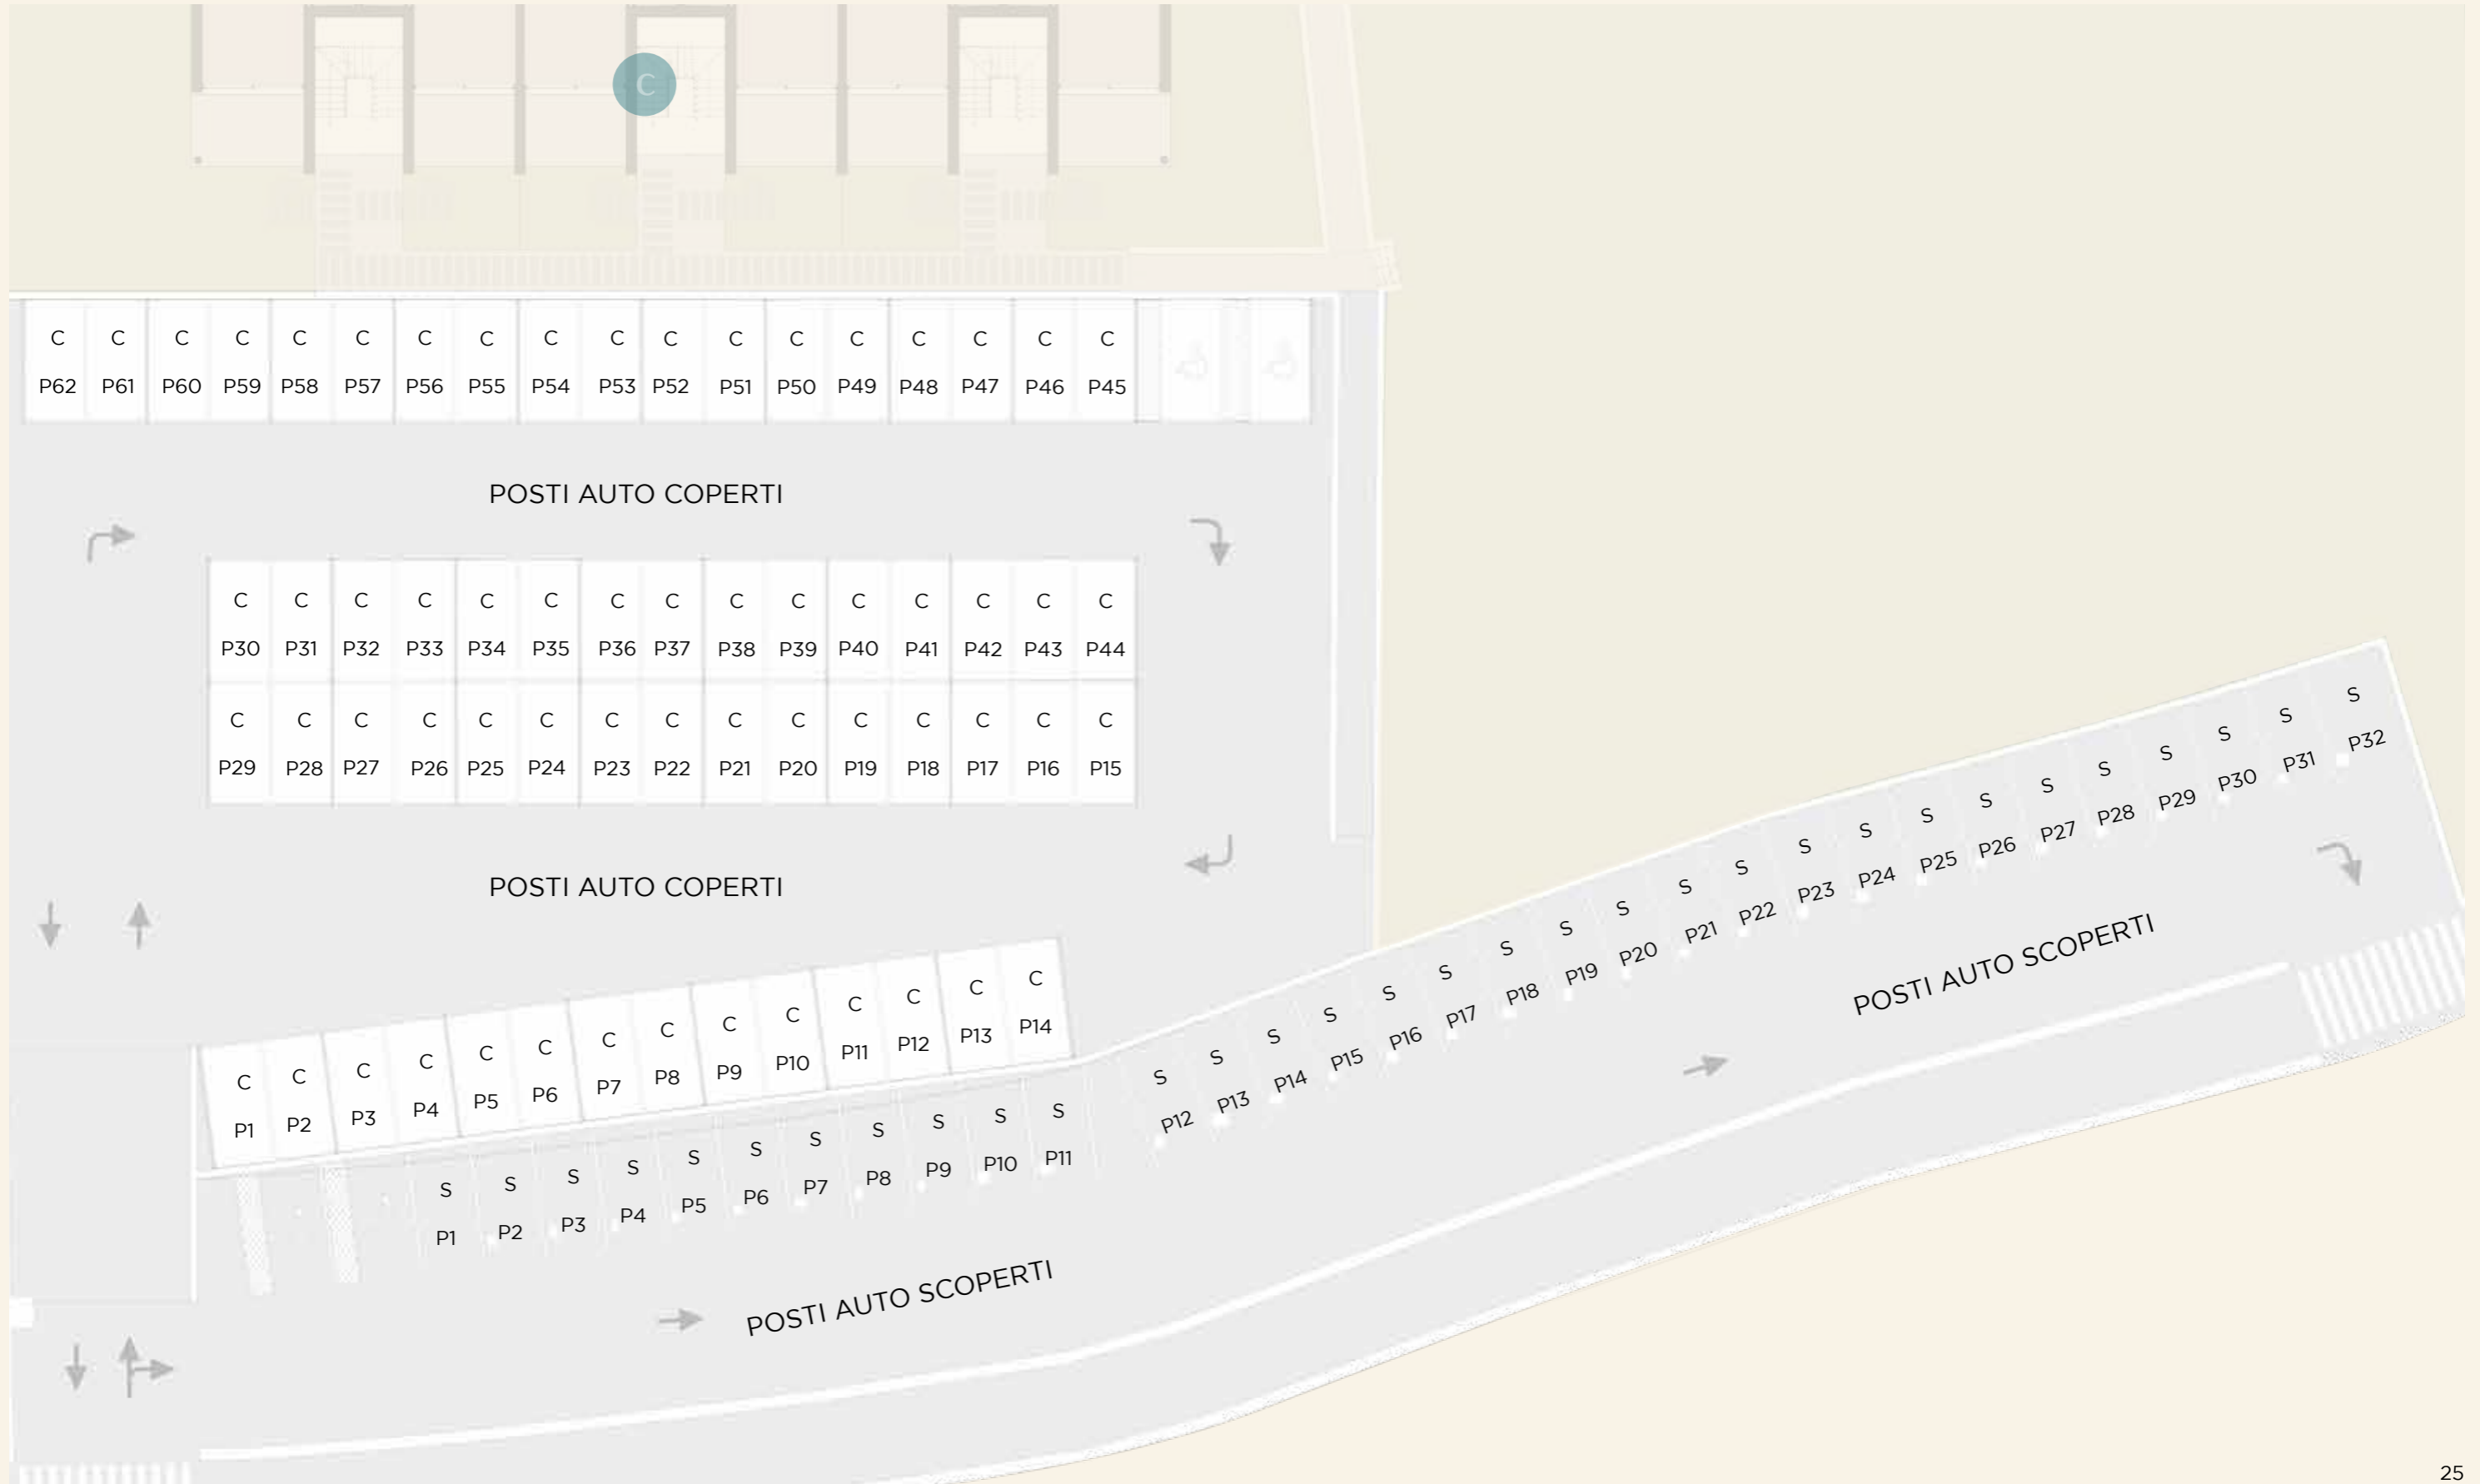 C
C C C C C C C C C C C C C C C C C C
P62 P61 P60 P59 P58 P57 P56 P55 P54 P53 P52 P51 P50 P49 P48 P47 P46 P45
POSTI AUTO COPERTI
C C C C C C C C C C C C C C C
P30 P31 P32 P33 P34 P35 P36 P37 P38 P39 P40 P41 P42 P43 P44
C C C C C C C C C C C C C C C
P29 P28 P27 P26 P25 P24 P23 P22 P21 P20 P19 P18 P17 P16 P15
POSTI AUTO COPERTI
C C C C C C C C C C C C C C
P1 P2 P3 P4 P5 P6 P7 P8 P9 P10 P11 P12 P13 P14
S S S S S S S S S S S
P1 P2 P3 P4 P5 P6 P7 P8 P9 P10 P11
S S S S S S S S S S S S S S S S S S S S S
P12 P13 P14 P15 P16 P17 P18 P19 P20 P21 P22 P23 P24 P25 P26 P27 P28 P29 P30 P31 P32
POSTI AUTO SCOPERTI
POSTI AUTO SCOPERTI
25